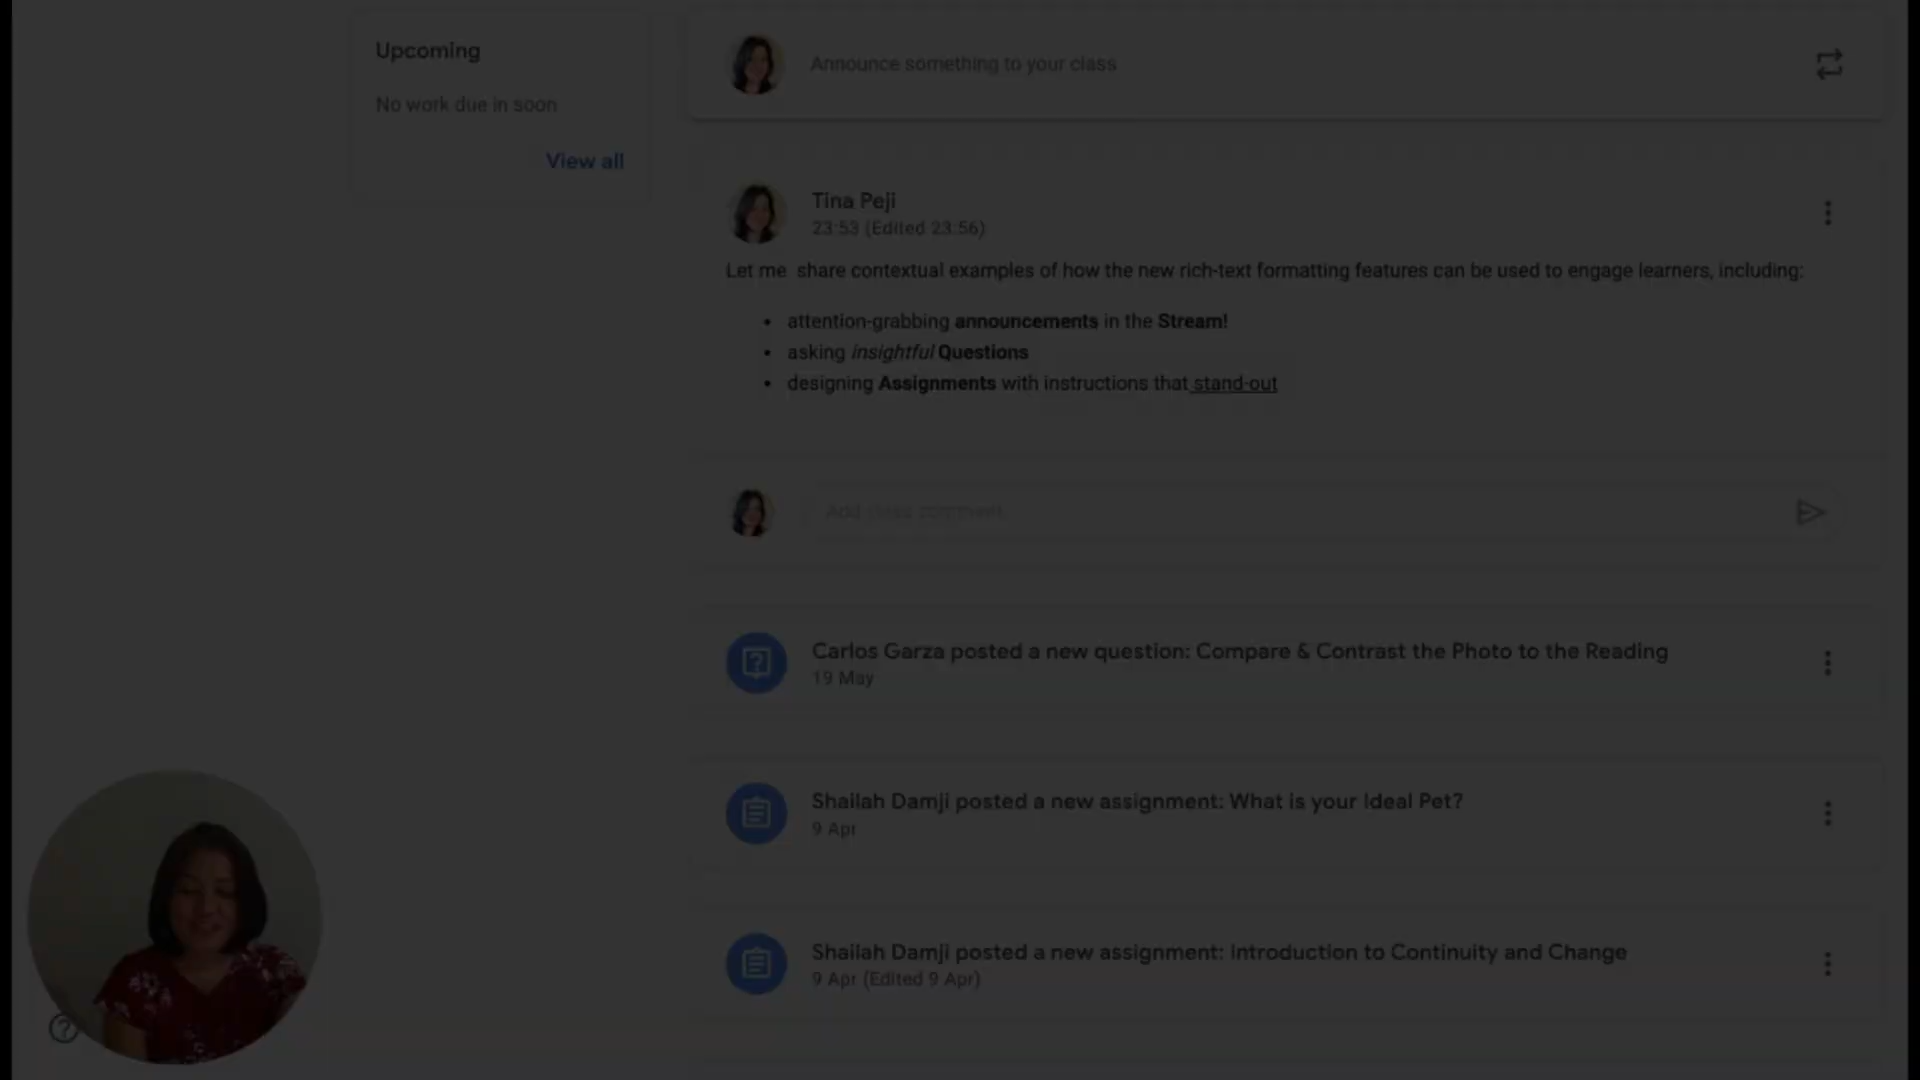 Upcoming
No work due in soon
View all
Announce something to your class
Tina Peji
23:53 (Edited 23:56)
Let me  share contextual examples of how the new rich-text formatting features can be used to engage learners, including:
• attention-grabbing announcements in the Stream!
• asking insightful Questions
• designing Assignments with instructions that stand-out
Add class comment
Carlos Garza posted a new question: Compare & Contrast the Photo to the Reading
19 May
Shailah Damji posted a new assignment: What is your Ideal Pet?
9 Apr
Shailah Damji posted a new assignment: Introduction to Continuity and Change
9 Apr (Edited 9 Apr)